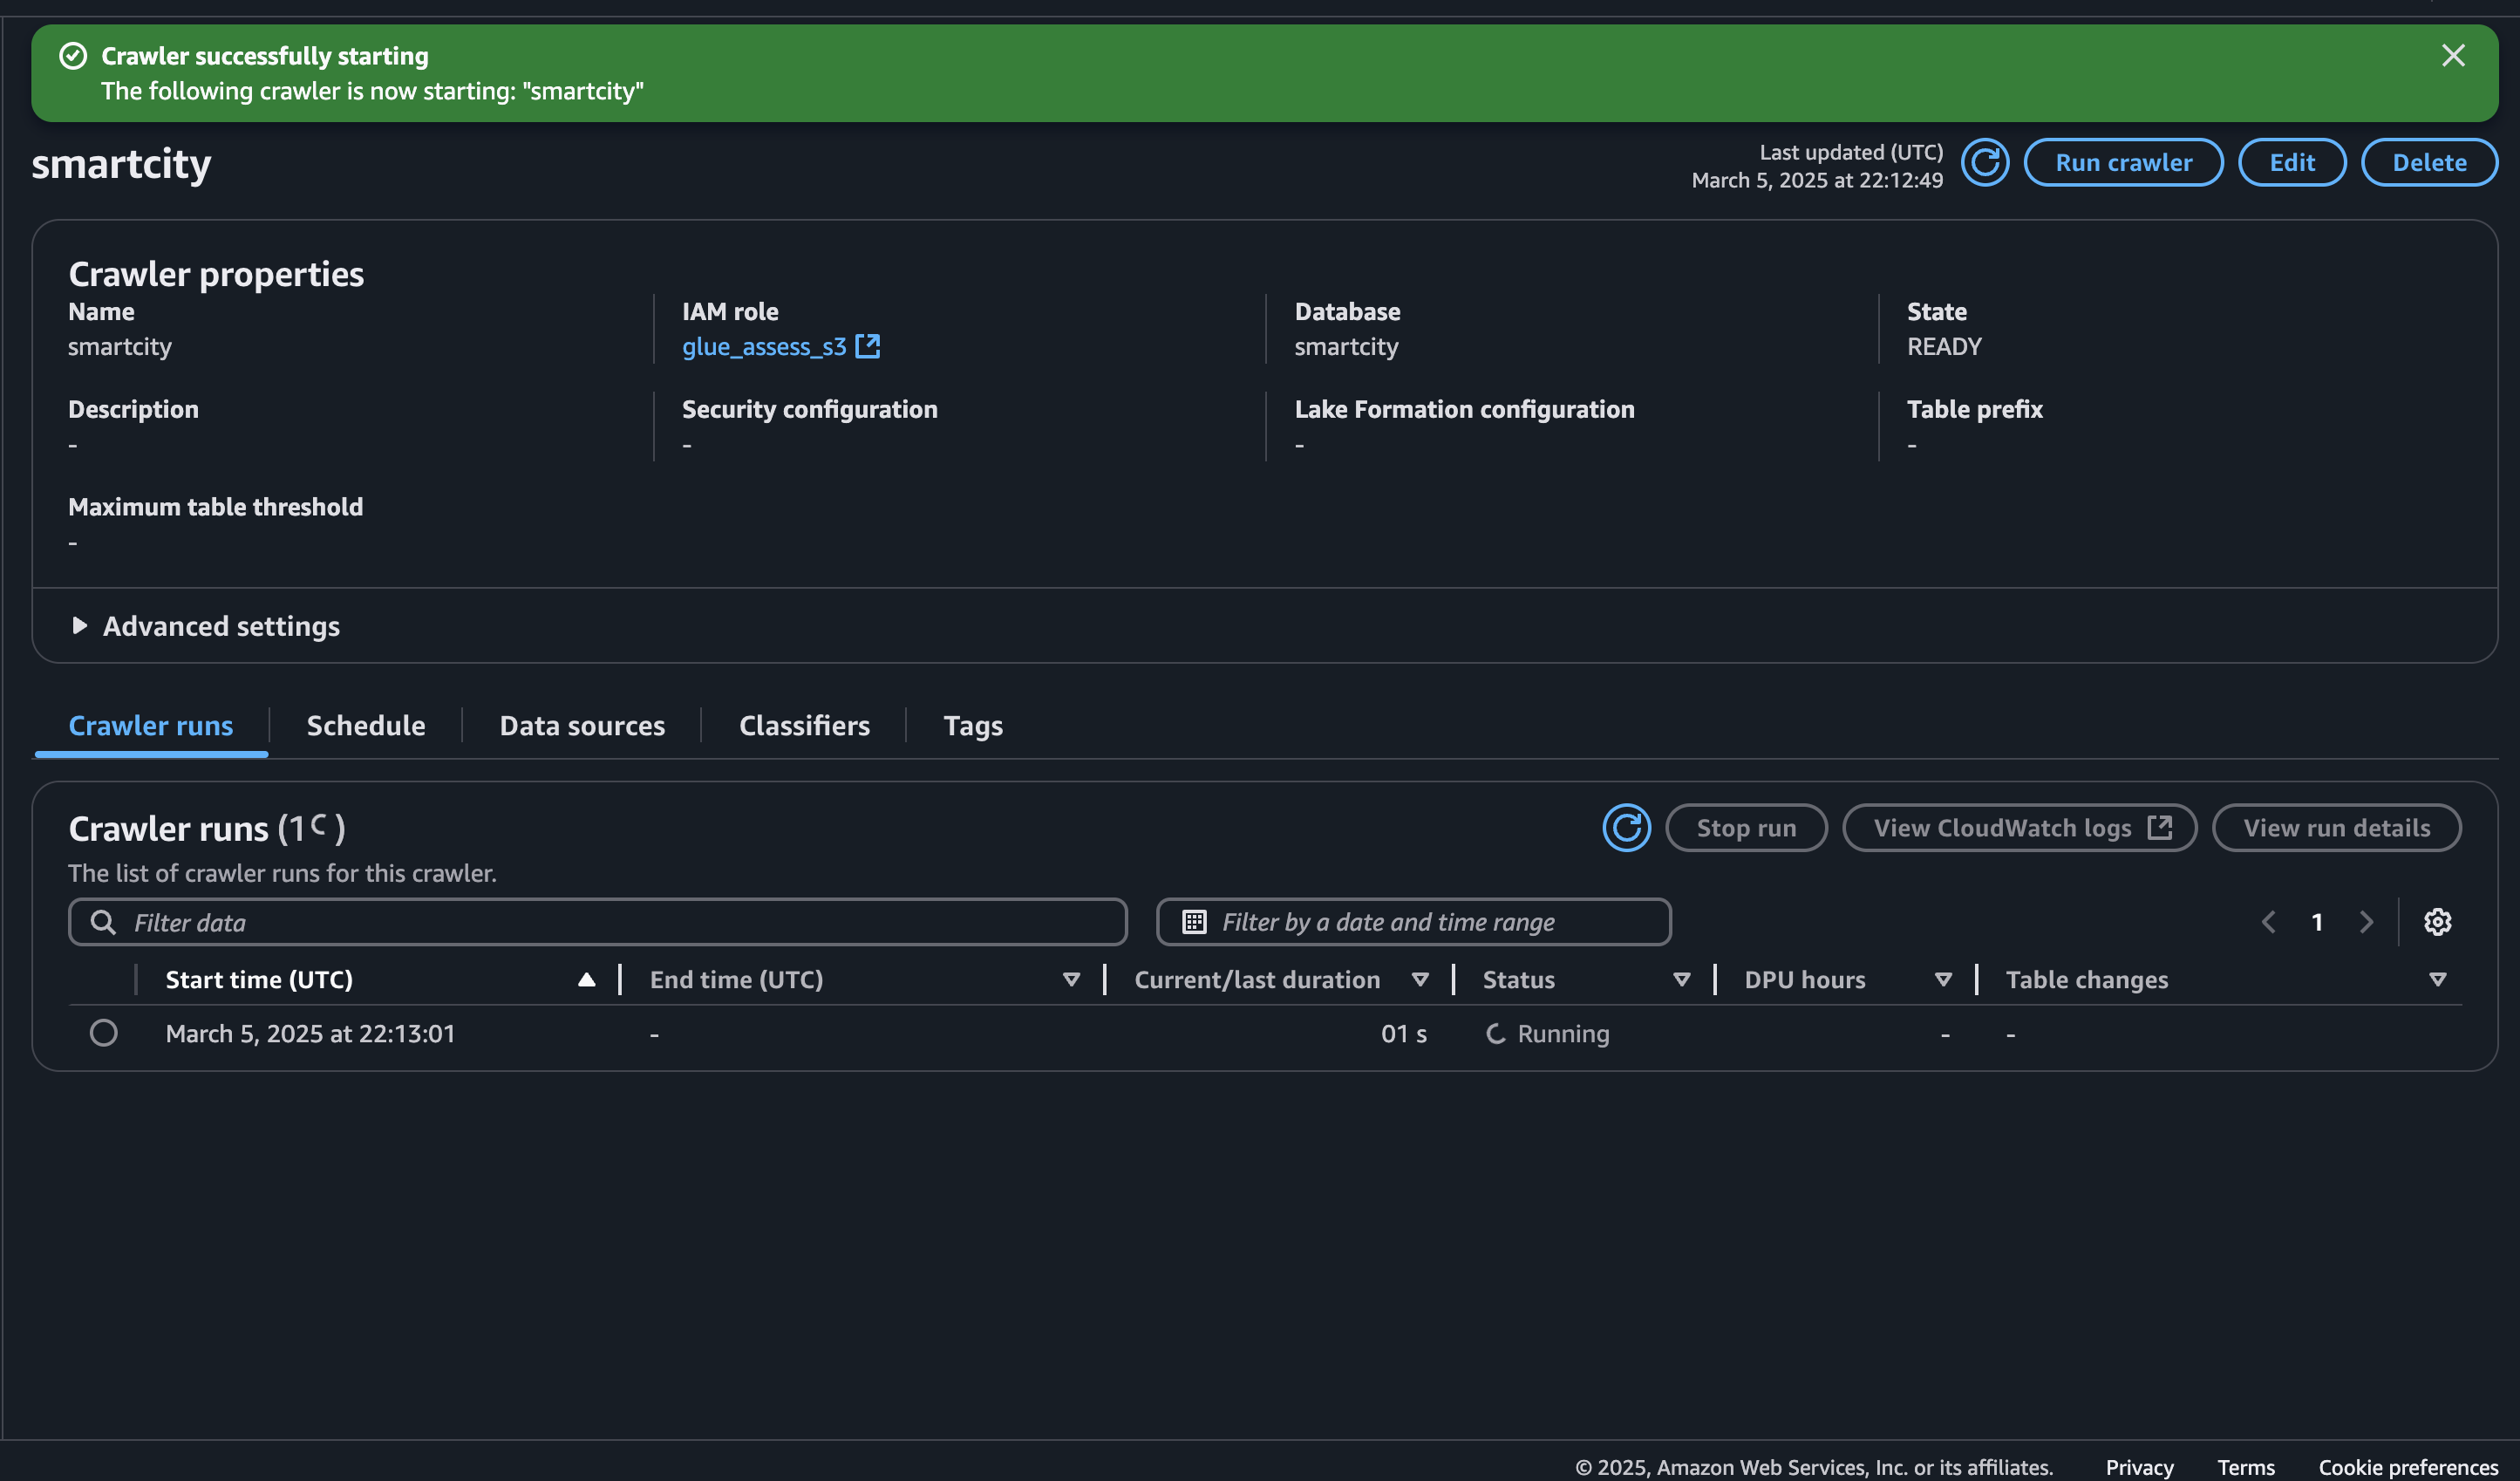 Crawler successfully starting
The following crawler is now starting: "smartcity"
smartcity
Last updated (UTC)
March 5, 2025 at 22:12:49
Run crawler
Edit
Delete
Crawler properties
Name
smartcity
IAM role
glue_assess_s3
Database
smartcity
State
READY
Description
-
Security configuration
-
Lake Formation configuration
-
Table prefix
-
Maximum table threshold
-
Advanced settings
Crawler runs
Schedule
Data sources
Classifiers
Tags
Crawler runs (1)
Stop run
View CloudWatch logs
View run details
The list of crawler runs for this crawler.
Filter data
Filter by a date and time range
1
Start time (UTC)
End time (UTC)
Current/last duration
Status
DPU hours
Table changes
March 5, 2025 at 22:13:01
-
01 s
Running
-
-
© 2025, Amazon Web Services, Inc. or its affiliates.
Privacy
Terms
Cookie preferences